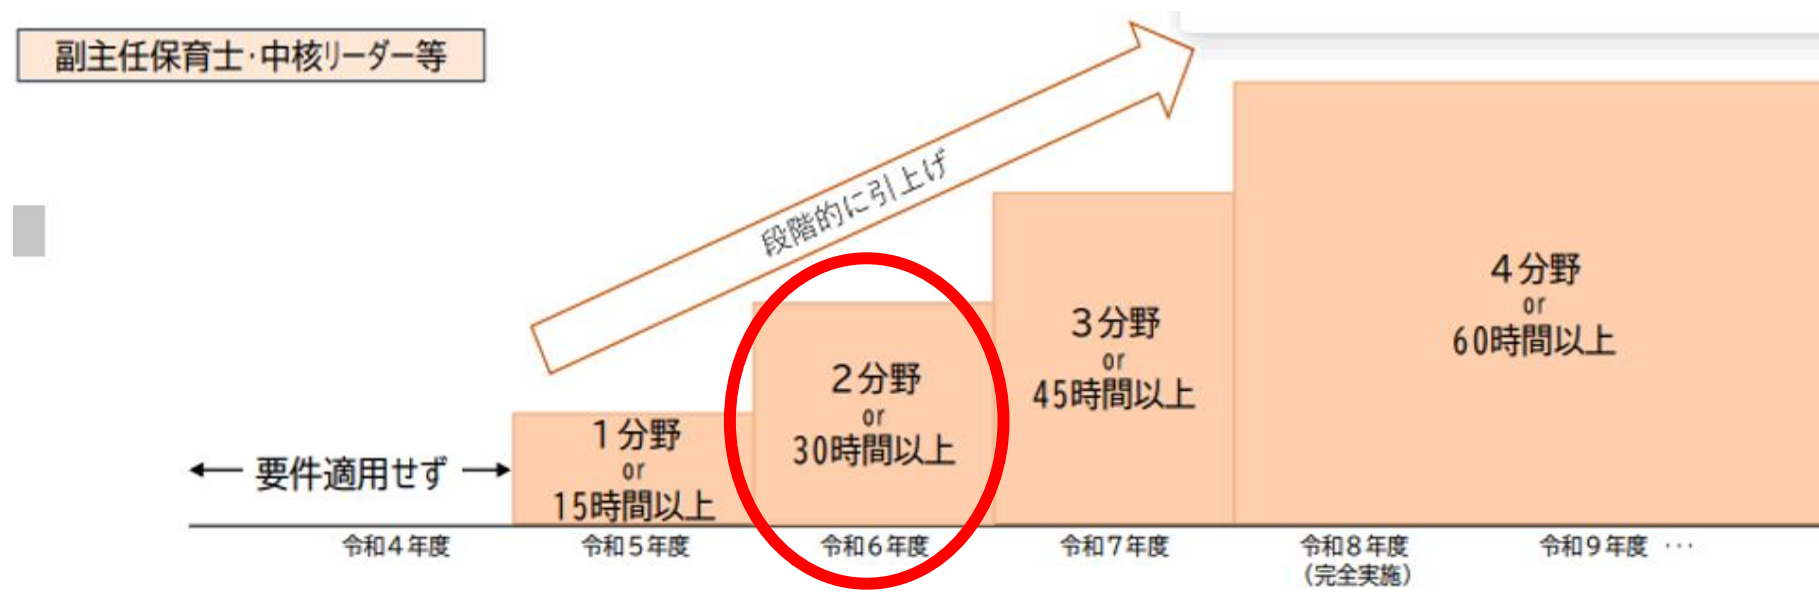 副主任保育士・中核リーダー等
段階的に引上げ
4分野
or
60時間以上
3分野
or
45時間以上
2分野
or
30時間以上
1分野
or
15時間以上
← 要件適用せず →
令和4年度
令和5年度
令和6年度
令和7年度
令和8年度
(完全実施)
令和9年度 ・・・